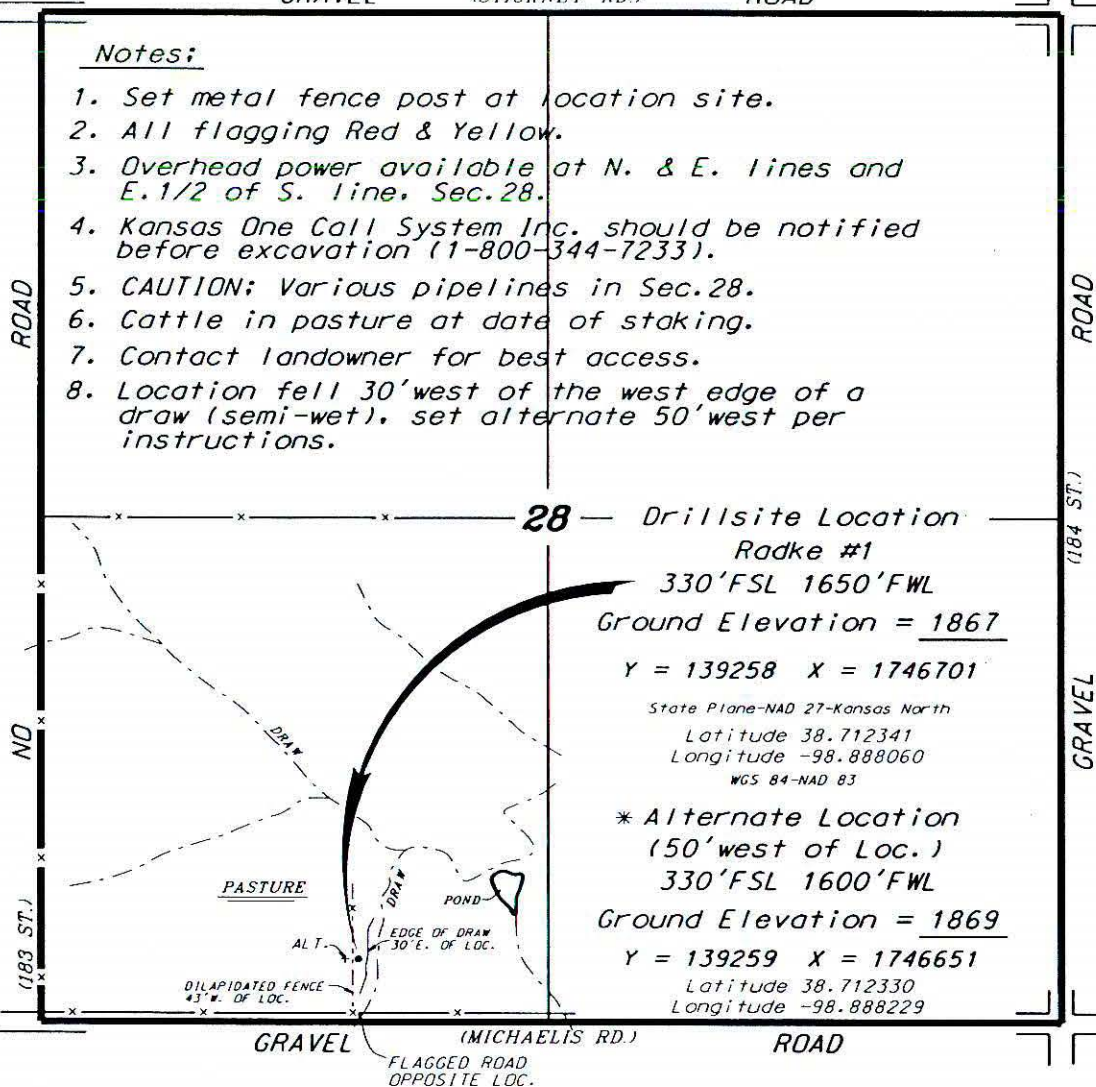 GRAVEL ROAD
Notes:
1. Set metal fence post at location site.
2. All flagging Red & Yellow.
3. Overhead power available at N. & E. lines and
E.1/2 of S. line, Sec.28.
4. Kansas One Call System Inc. should be notified
before excavation (1-800-344-7233).
5. CAUTION: Various pipelines in Sec.28.
6. Cattle in pasture at date of staking.
7. Contact landowner for best access.
8. Location fell 30'west of the west edge of a
draw (semi-wet), set alternate 50'west per
instructions.
ROAD
NO
(183 ST.)
ROAD
(184 ST.)
GRAVEL
28
Drillsite Location
Radke #1
330'FSL 1650'FWL
Ground Elevation = 1867
Y = 139258 X = 1746701
State Plane-NAD 27-Kansas North
Latitude 38.712341
Longitude -98.888060
WGS 84-NAD 83
* Alternate Location
(50'west of Loc.)
330'FSL 1600'FWL
Ground Elevation = 1869
Y = 139259 X = 1746651
Latitude 38.712330
Longitude -98.888229
DRAW
PASTURE
DRAW
POND
ALT.
EDGE OF DRAW
30'E. OF LOC.
DILAPIDATED FENCE
43'W. OF LOC.
GRAVEL (MICHAELIS RD.) ROAD
FLAGGED ROAD
OPPOSITE LOC.